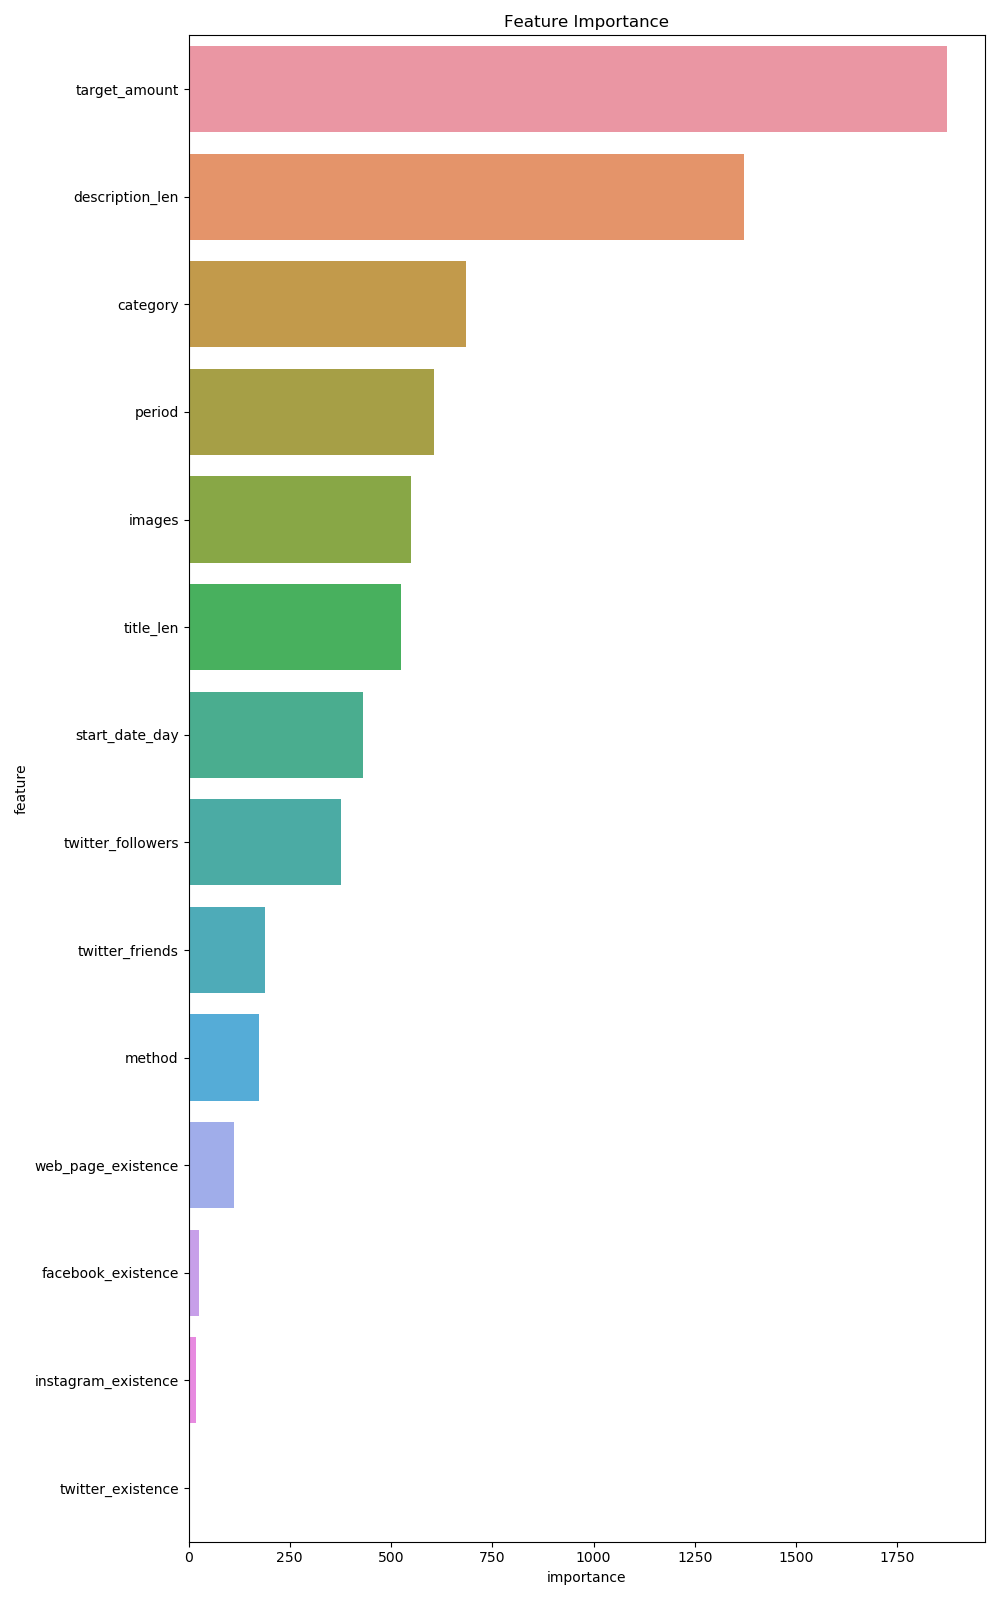 Feature Importance
target_amount
description_len
category
period
images
title_len
start_date_day
twitter_followers
twitter_friends
method
web_page_existence
facebook_existence
instagram_existence
twitter_existence
feature
0 250 500 750 1000 1250 1500 1750
importance